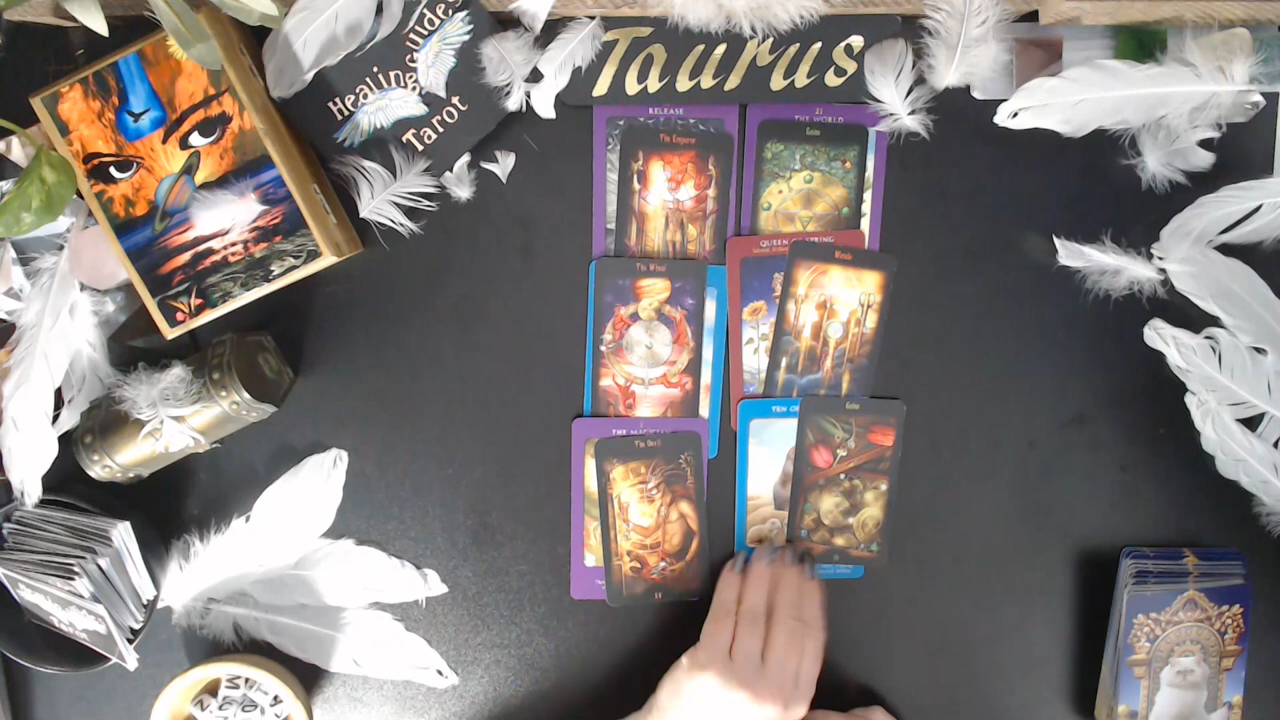 Taurus
Healing
guides
Tarot
RELEASE
The Emperor
21
THE WORLD
Coins
QUEEN OF SPRING
Wands
The Wheel
THE MAGICIAN
The Devil
TEN OF
Coins